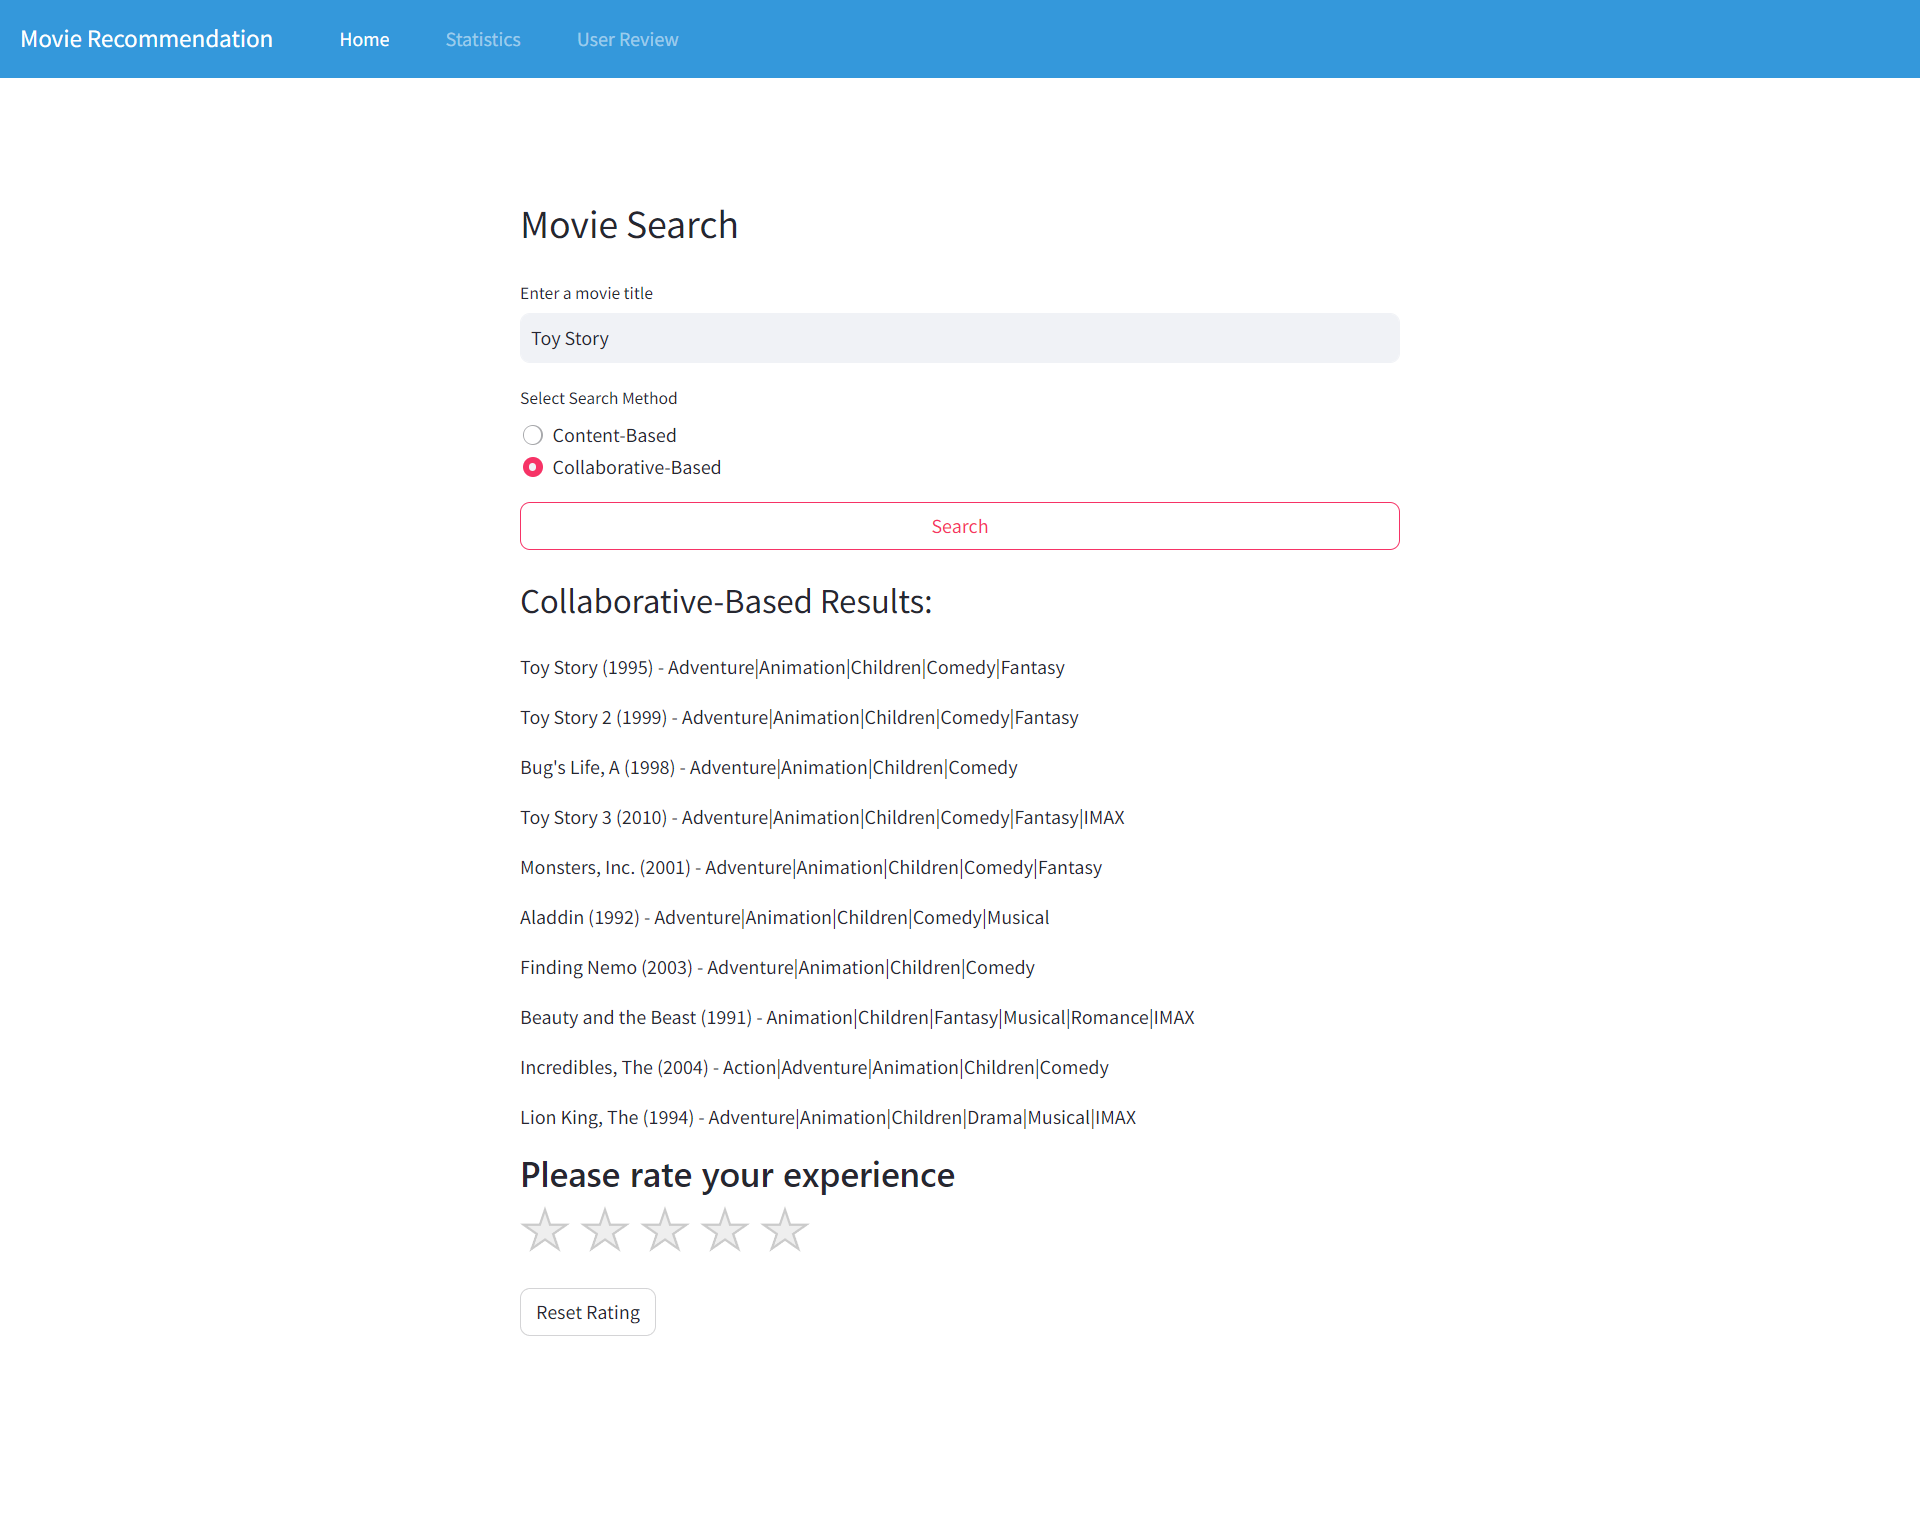 Movie Recommendation Home Statistics User Review
Movie Search
Enter a movie title
Toy Story
Select Search Method
Content-Based
Collaborative-Based
Search
Collaborative-Based Results:
Toy Story (1995) - Adventure|Animation|Children|Comedy|Fantasy
Toy Story 2 (1999) - Adventure|Animation|Children|Comedy|Fantasy
Bug's Life, A (1998) - Adventure|Animation|Children|Comedy
Toy Story 3 (2010) - Adventure|Animation|Children|Comedy|Fantasy|IMAX
Monsters, Inc. (2001) - Adventure|Animation|Children|Comedy|Fantasy
Aladdin (1992) - Adventure|Animation|Children|Comedy|Musical
Finding Nemo (2003) - Adventure|Animation|Children|Comedy
Beauty and the Beast (1991) - Animation|Children|Fantasy|Musical|Romance|IMAX
Incredibles, The (2004) - Action|Adventure|Animation|Children|Comedy
Lion King, The (1994) - Adventure|Animation|Children|Drama|Musical|IMAX
Please rate your experience
Reset Rating